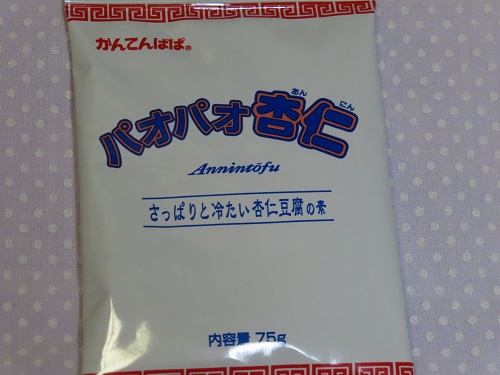 かんてんぱぱ®
あん にん
パオパオ杏仁
Annintōfu
さっぱりと冷たい杏仁豆腐の素
内容量 75g